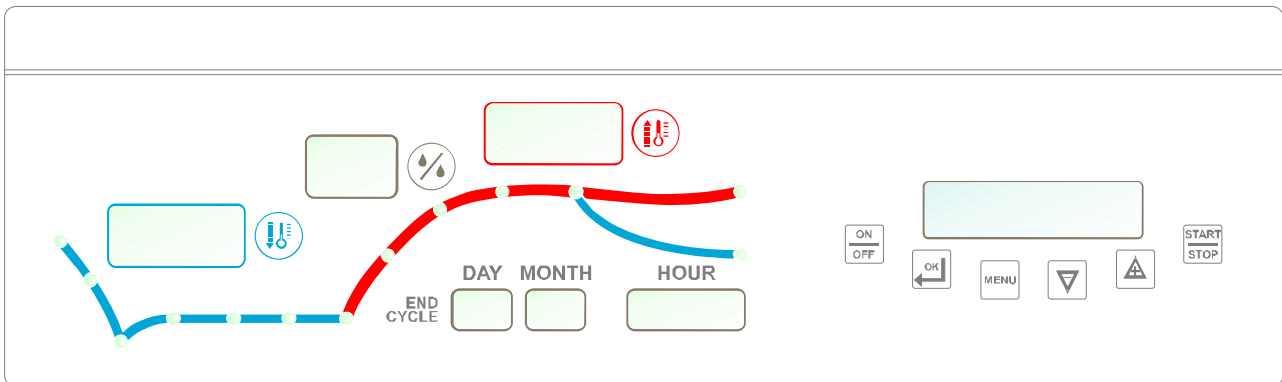 DAY MONTH HOUR
END
CYCLE
ON
OFF
OK
MENU
START
STOP